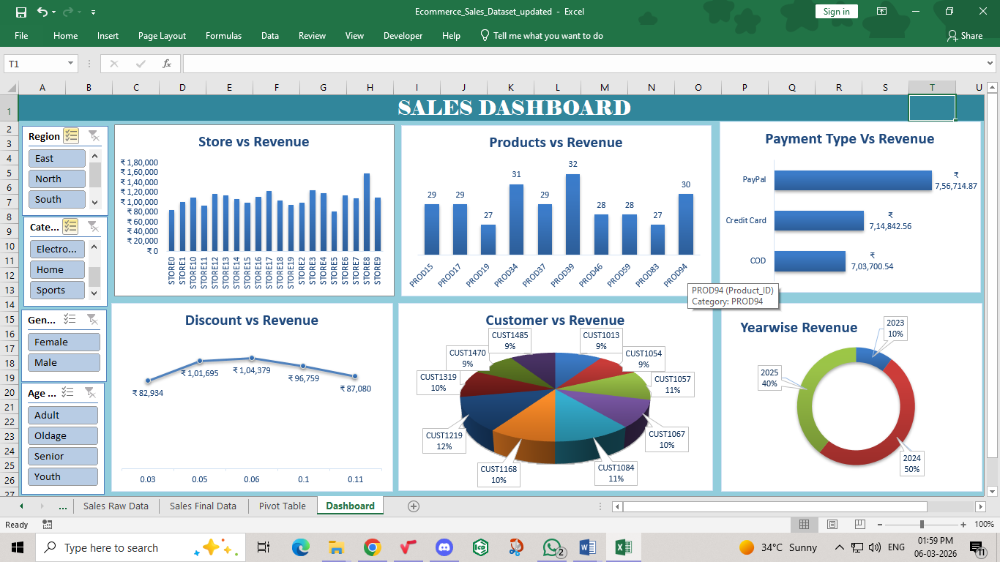 Ecommerce_Sales_Dataset_updated - Excel
Sign in
File Home Insert Page Layout Formulas Data Review View Developer Help Tell me what you want to do Share
T1
fx
A B C D E F G H I J K L M N O P Q R S T U
1
2
3
4
5
6
7
8
9
10
11
12
13
14
15
16
17
18
19
20
21
22
23
24
25
26
27
SALES DASHBOARD
Region
East
North
South
Cate...
Electro...
Home
Sports
Gen...
Female
Male
Age ...
Adult
Oldage
Senior
Youth
Store vs Revenue
₹ 1,80,000
₹ 1,60,000
₹ 1,40,000
₹ 1,20,000
₹ 1,00,000
₹ 80,000
₹ 60,000
₹ 40,000
₹ 20,000
₹ 0
STORE0
STORE1
STORE10
STORE11
STORE12
STORE13
STORE14
STORE15
STORE16
STORE17
STORE18
STORE19
STORE2
STORE3
STORE4
STORE5
STORE6
STORE7
STORE8
STORE9
Products vs Revenue
29 29 27 31 29 32 28 28 27 30
PROD15
PROD17
PROD19
PROD34
PROD37
PROD39
PROD46
PROD59
PROD83
PROD94
PROD94 (Product_ID)
Category: PROD94
Payment Type Vs Revenue
PayPal
₹
7,56,714.87
Credit Card
₹
7,14,842.56
COD
₹
7,03,700.54
Discount vs Revenue
₹ 82,934
₹ 1,01,695
₹ 1,04,379
₹ 96,759
₹ 87,080
0.03 0.05 0.06 0.1 0.11
Customer vs Revenue
CUST1485
9%
CUST1013
9%
CUST1470
9%
CUST1054
9%
CUST1319
10%
CUST1057
11%
CUST1219
12%
CUST1067
10%
CUST1168
10%
CUST1084
11%
Yearwise Revenue
2023
10%
2025
40%
2024
50%
... Sales Raw Data Sales Final Data Pivot Table Dashboard
Ready
100%
Type here to search
2
34°C Sunny
ENG
01:59 PM
06-03-2026
11